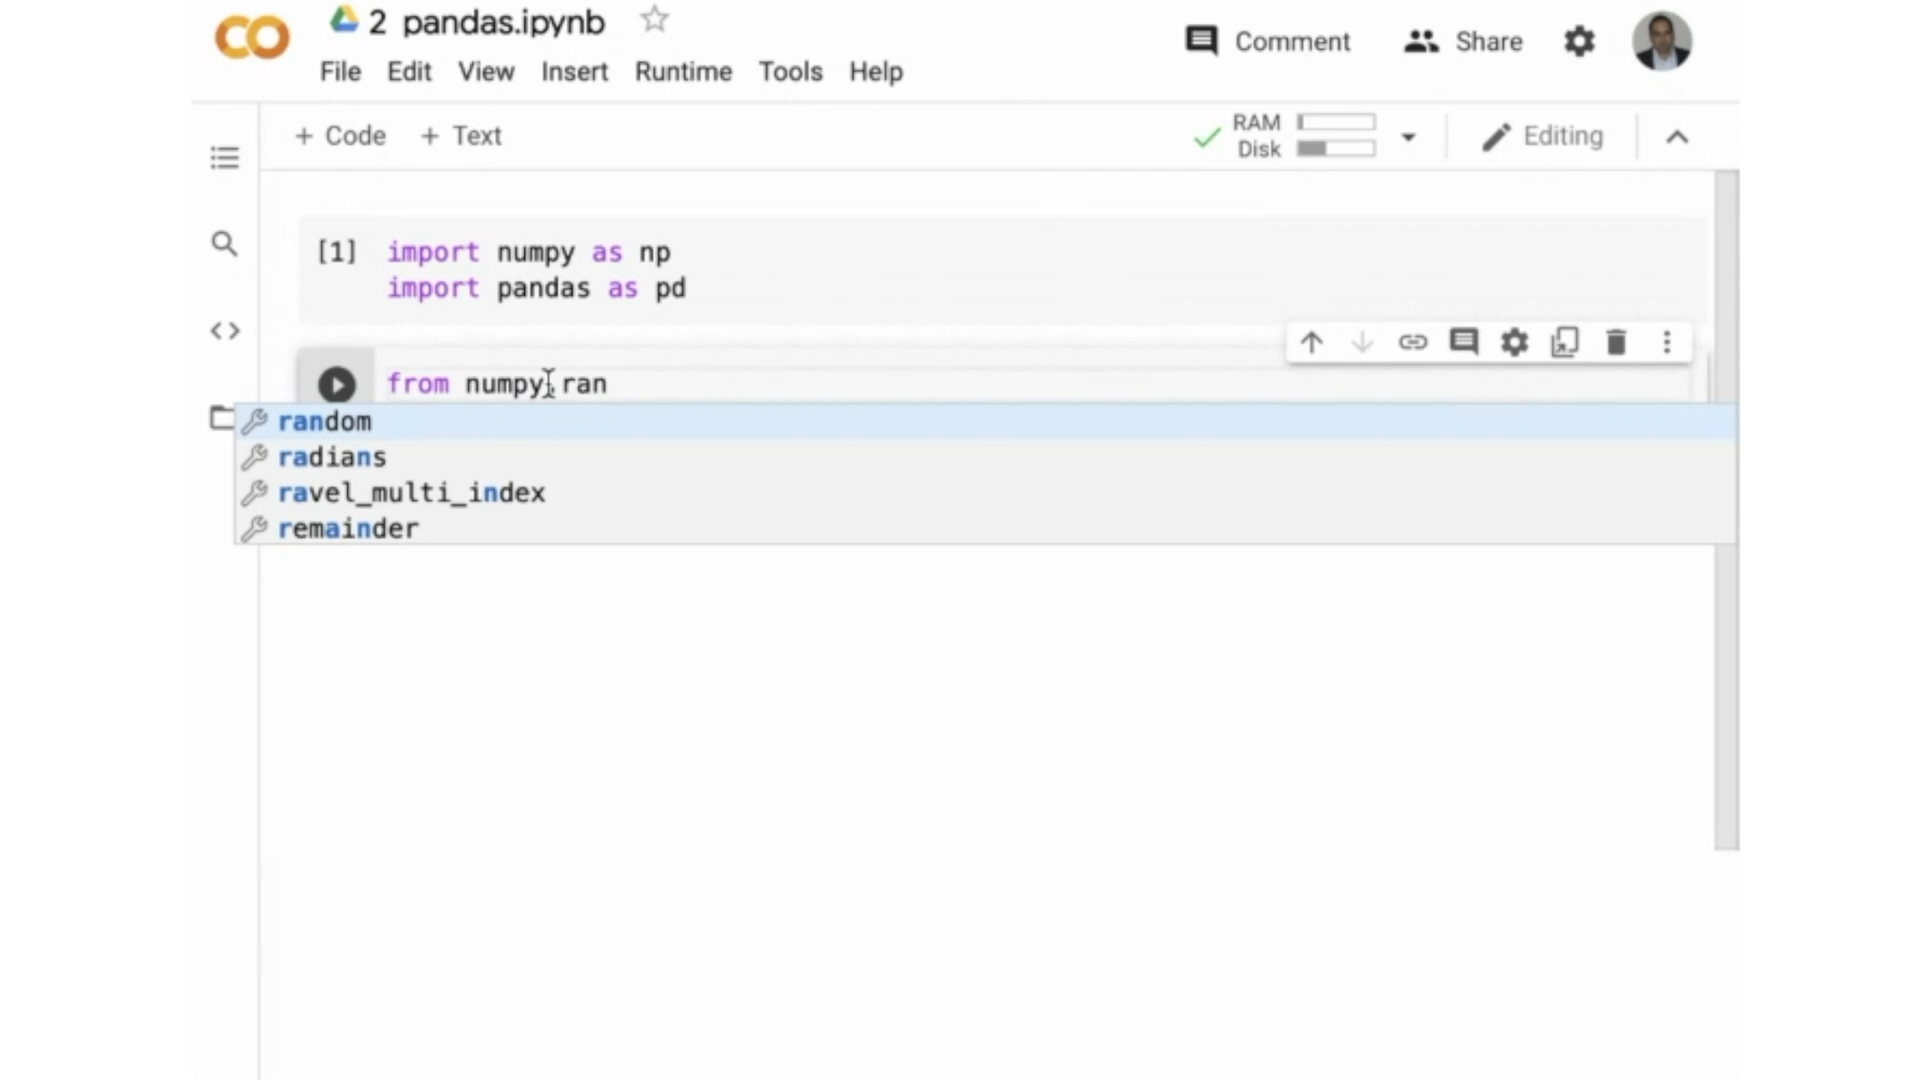 2 pandas.ipynb
File Edit View Insert Runtime Tools Help
Comment Share
+ Code + Text
RAM
Disk
Editing
[1] import numpy as np
import pandas as pd
from numpy.ran
random
radians
ravel_multi_index
remainder